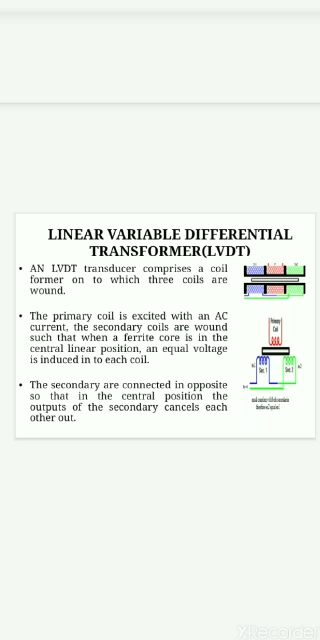 LINEAR VARIABLE DIFFERENTIAL
TRANSFORMER(LVDT)
• AN LVDT transducer comprises a coil
former on to which three coils are
wound.
• The primary coil is excited with an AC
current, the secondary coils are wound
such that when a ferrite core is in the
central linear position, an equal voltage
is induced in to each coil.
• The secondary are connected in opposite
so that in the central position the
outputs of the secondary cancels each
other out.
Primary
Coil
Sec. 1
Sec. 2
XRecorder